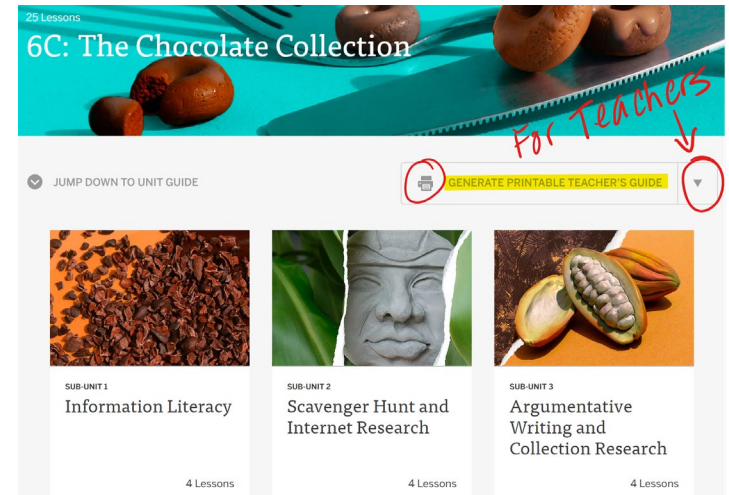 25 Lessons
6C: The Chocolate Collection
For Teachers
JUMP DOWN TO UNIT GUIDE
GENERATE PRINTABLE TEACHER'S GUIDE
SUB-UNIT 1
Information Literacy
4 Lessons
SUB-UNIT 2
Scavenger Hunt and
Internet Research
4 Lessons
SUB-UNIT 3
Argumentative
Writing and
Collection Research
4 Lessons